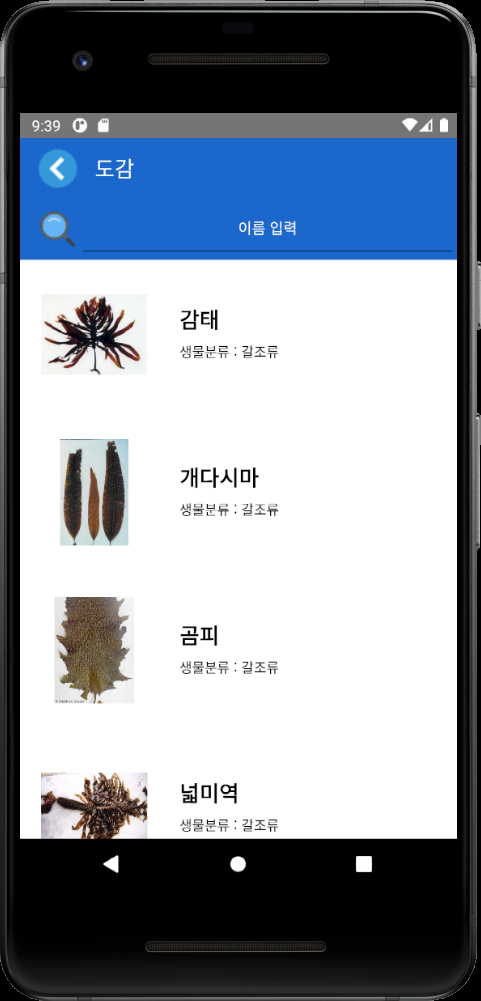 9:39
도감
이름 입력
감태
생물분류 : 갈조류
개다시마
생물분류 : 갈조류
곰피
생물분류 : 갈조류
넓미역
생물분류 : 갈조류